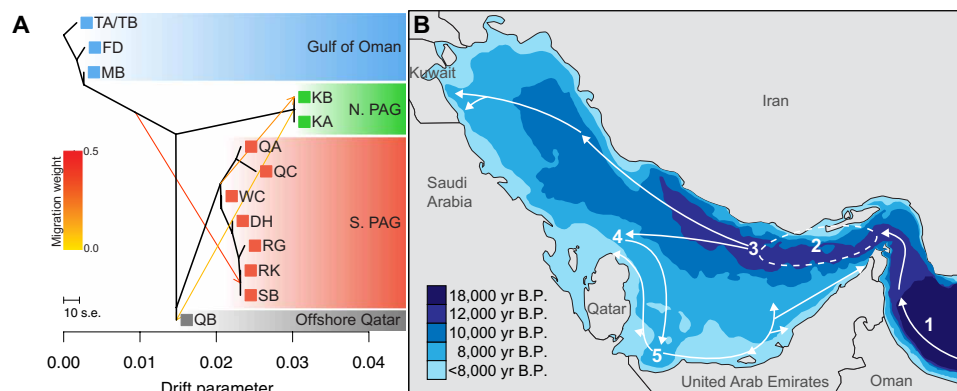 A
TA/TB
FD
MB
Gulf of Oman
KB
KA
N. PAG
QA
QC
WC
DH
RG
RK
SB
S. PAG
QB
Offshore Qatar
Migration weight
0.5
0.0
10 s.e.
0.00 0.01 0.02 0.03 0.04
Drift parameter
B
Kuwait
Iran
Saudi
Arabia
Qatar
United Arab Emirates
Oman
1
2
3
4
5
18,000 yr B.P.
12,000 yr B.P.
10,000 yr B.P.
8,000 yr B.P.
<8,000 yr B.P.